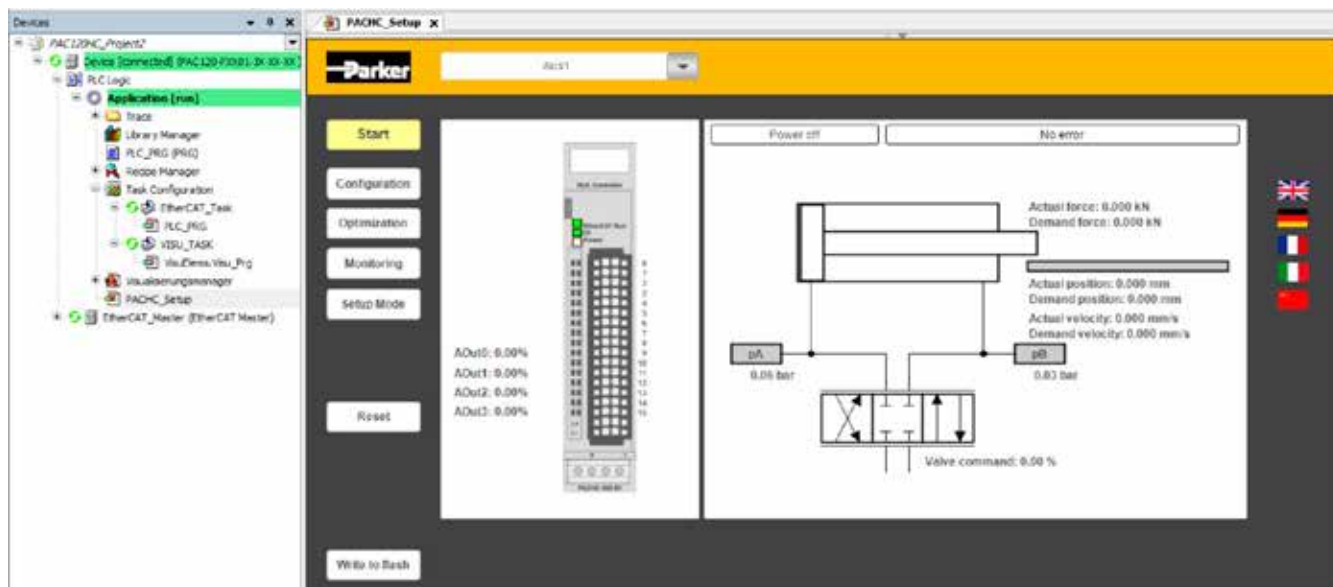 Devices
PAC120HC_Project2
Device [connected] (PAC120-FXX01-3X-XX-XX)
PLC Logic
Application [run]
Trace
Library Manager
PLC_PRG (PRG)
Recipe Manager
Task Configuration
EtherCAT_Task
PLC_PRG
VISU_TASK
VisuElems.Visu_Prg
Visualisierungsmanager
PACHC_Setup
EtherCAT_Master (EtherCAT Master)
PACHC_Setup
Parker
Axis1
Start
Configuration
Optimization
Monitoring
Setup Mode
Reset
Write to flash
EtherCAT Run
Power
AOut0: 0.00%
AOut1: 0.00%
AOut2: 0.00%
AOut3: 0.00%
Power off
No error
Actual force: 0.000 kN
Demand force: 0.000 kN
Actual position: 0.000 mm
Demand position: 0.000 mm
Actual velocity: 0.000 mm/s
Demand velocity: 0.000 mm/s
pA
0.06 bar
pB
0.03 bar
Valve command: 0.00 %